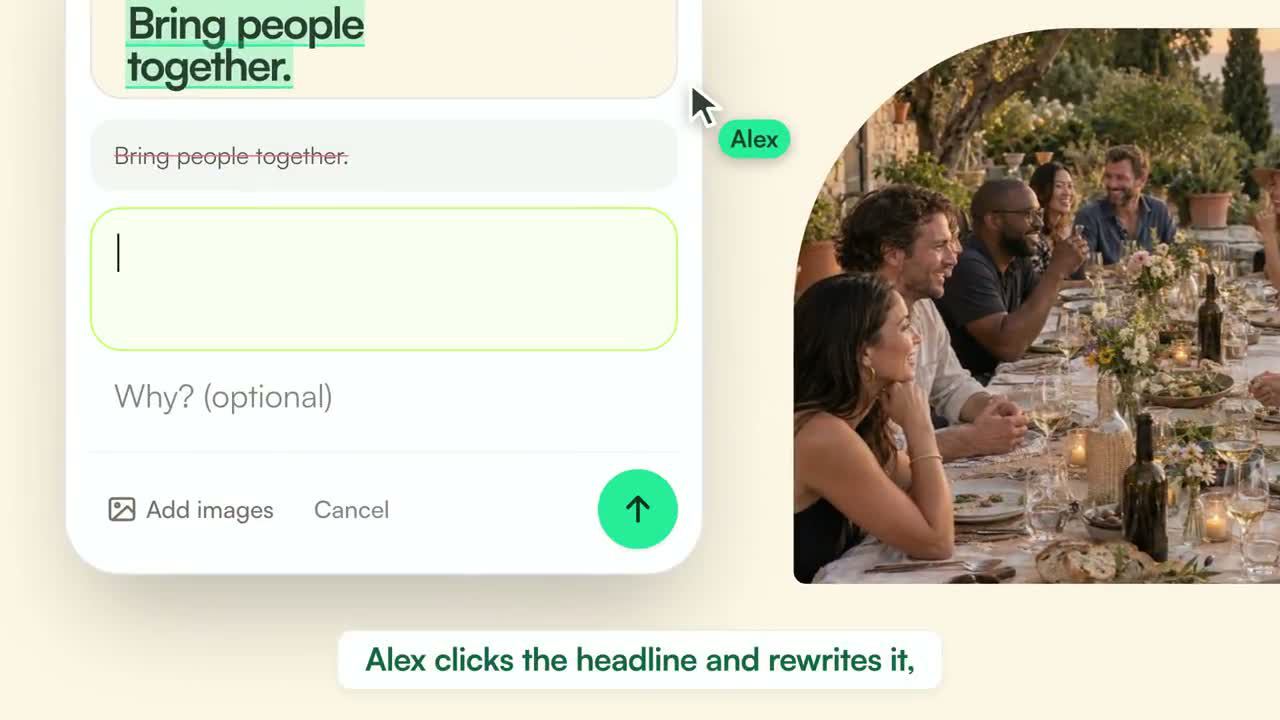 Bring people
together.
Alex
Bring people together.
Why? (optional)
Add images
Cancel
Alex clicks the headline and rewrites it,